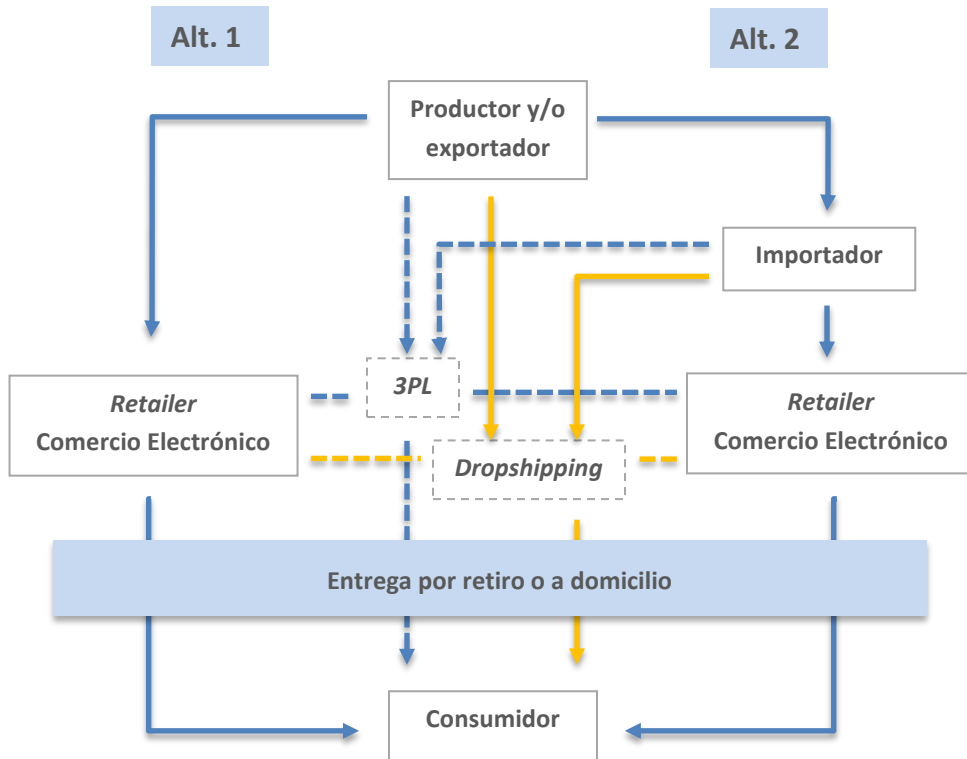 Alt. 1
Alt. 2
Productor y/o
exportador
Importador
3PL
Retailer
Comercio Electrónico
Retailer
Comercio Electrónico
Dropshipping
Entrega por retiro o a domicilio
Consumidor